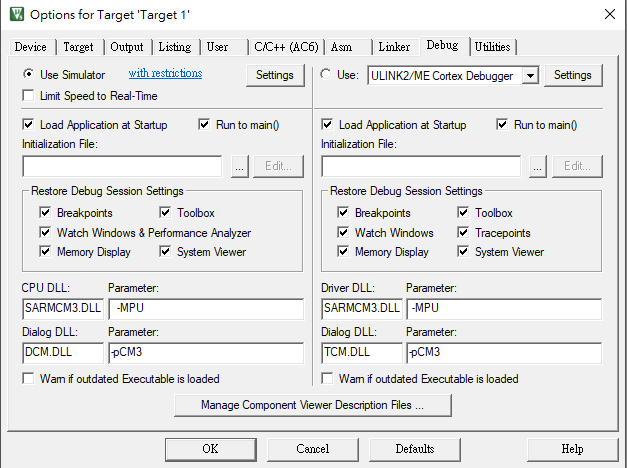 Options for Target 'Target 1'
Device Target Output Listing User C/C++ (AC6) Asm Linker Debug Utilities
Use Simulator with restrictions Settings
Limit Speed to Real-Time
Load Application at Startup Run to main()
Initialization File:
... Edit...
Restore Debug Session Settings
Breakpoints Toolbox
Watch Windows & Performance Analyzer
Memory Display System Viewer
CPU DLL: Parameter:
SARMCM3.DLL -MPU
Dialog DLL: Parameter:
DCM.DLL -pCM3
Warn if outdated Executable is loaded
Use: ULINK2/ME Cortex Debugger Settings
Load Application at Startup Run to main()
Initialization File:
... Edit...
Restore Debug Session Settings
Breakpoints Toolbox
Watch Windows Tracepoints
Memory Display System Viewer
Driver DLL: Parameter:
SARMCM3.DLL -MPU
Dialog DLL: Parameter:
TCM.DLL -pCM3
Warn if outdated Executable is loaded
Manage Component Viewer Description Files ...
OK Cancel Defaults Help